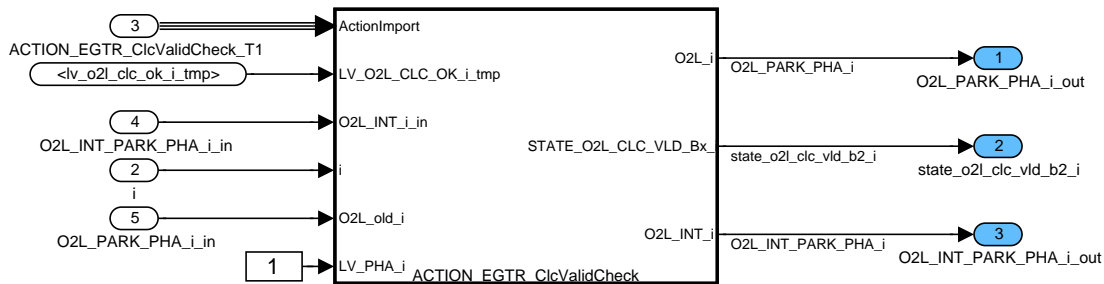 3
ACTION_EGTR_ClcValidCheck_T1
<lv_o2l_clc_ok_i_tmp>
4
O2L_INT_PARK_PHA_i_in
2
i
5
O2L_PARK_PHA_i_in
1
ActionImport
LV_O2L_CLC_OK_i_tmp
O2L_INT_i_in
i
O2L_old_i
LV_PHA_i
ACTION_EGTR_ClcValidCheck
O2L_i
STATE_O2L_CLC_VLD_Bx_
O2L_INT_i
O2L_PARK_PHA_i
state_o2l_clc_vld_b2_i
O2L_INT_PARK_PHA_i
1
O2L_PARK_PHA_i_out
2
state_o2l_clc_vld_b2_i
3
O2L_INT_PARK_PHA_i_out